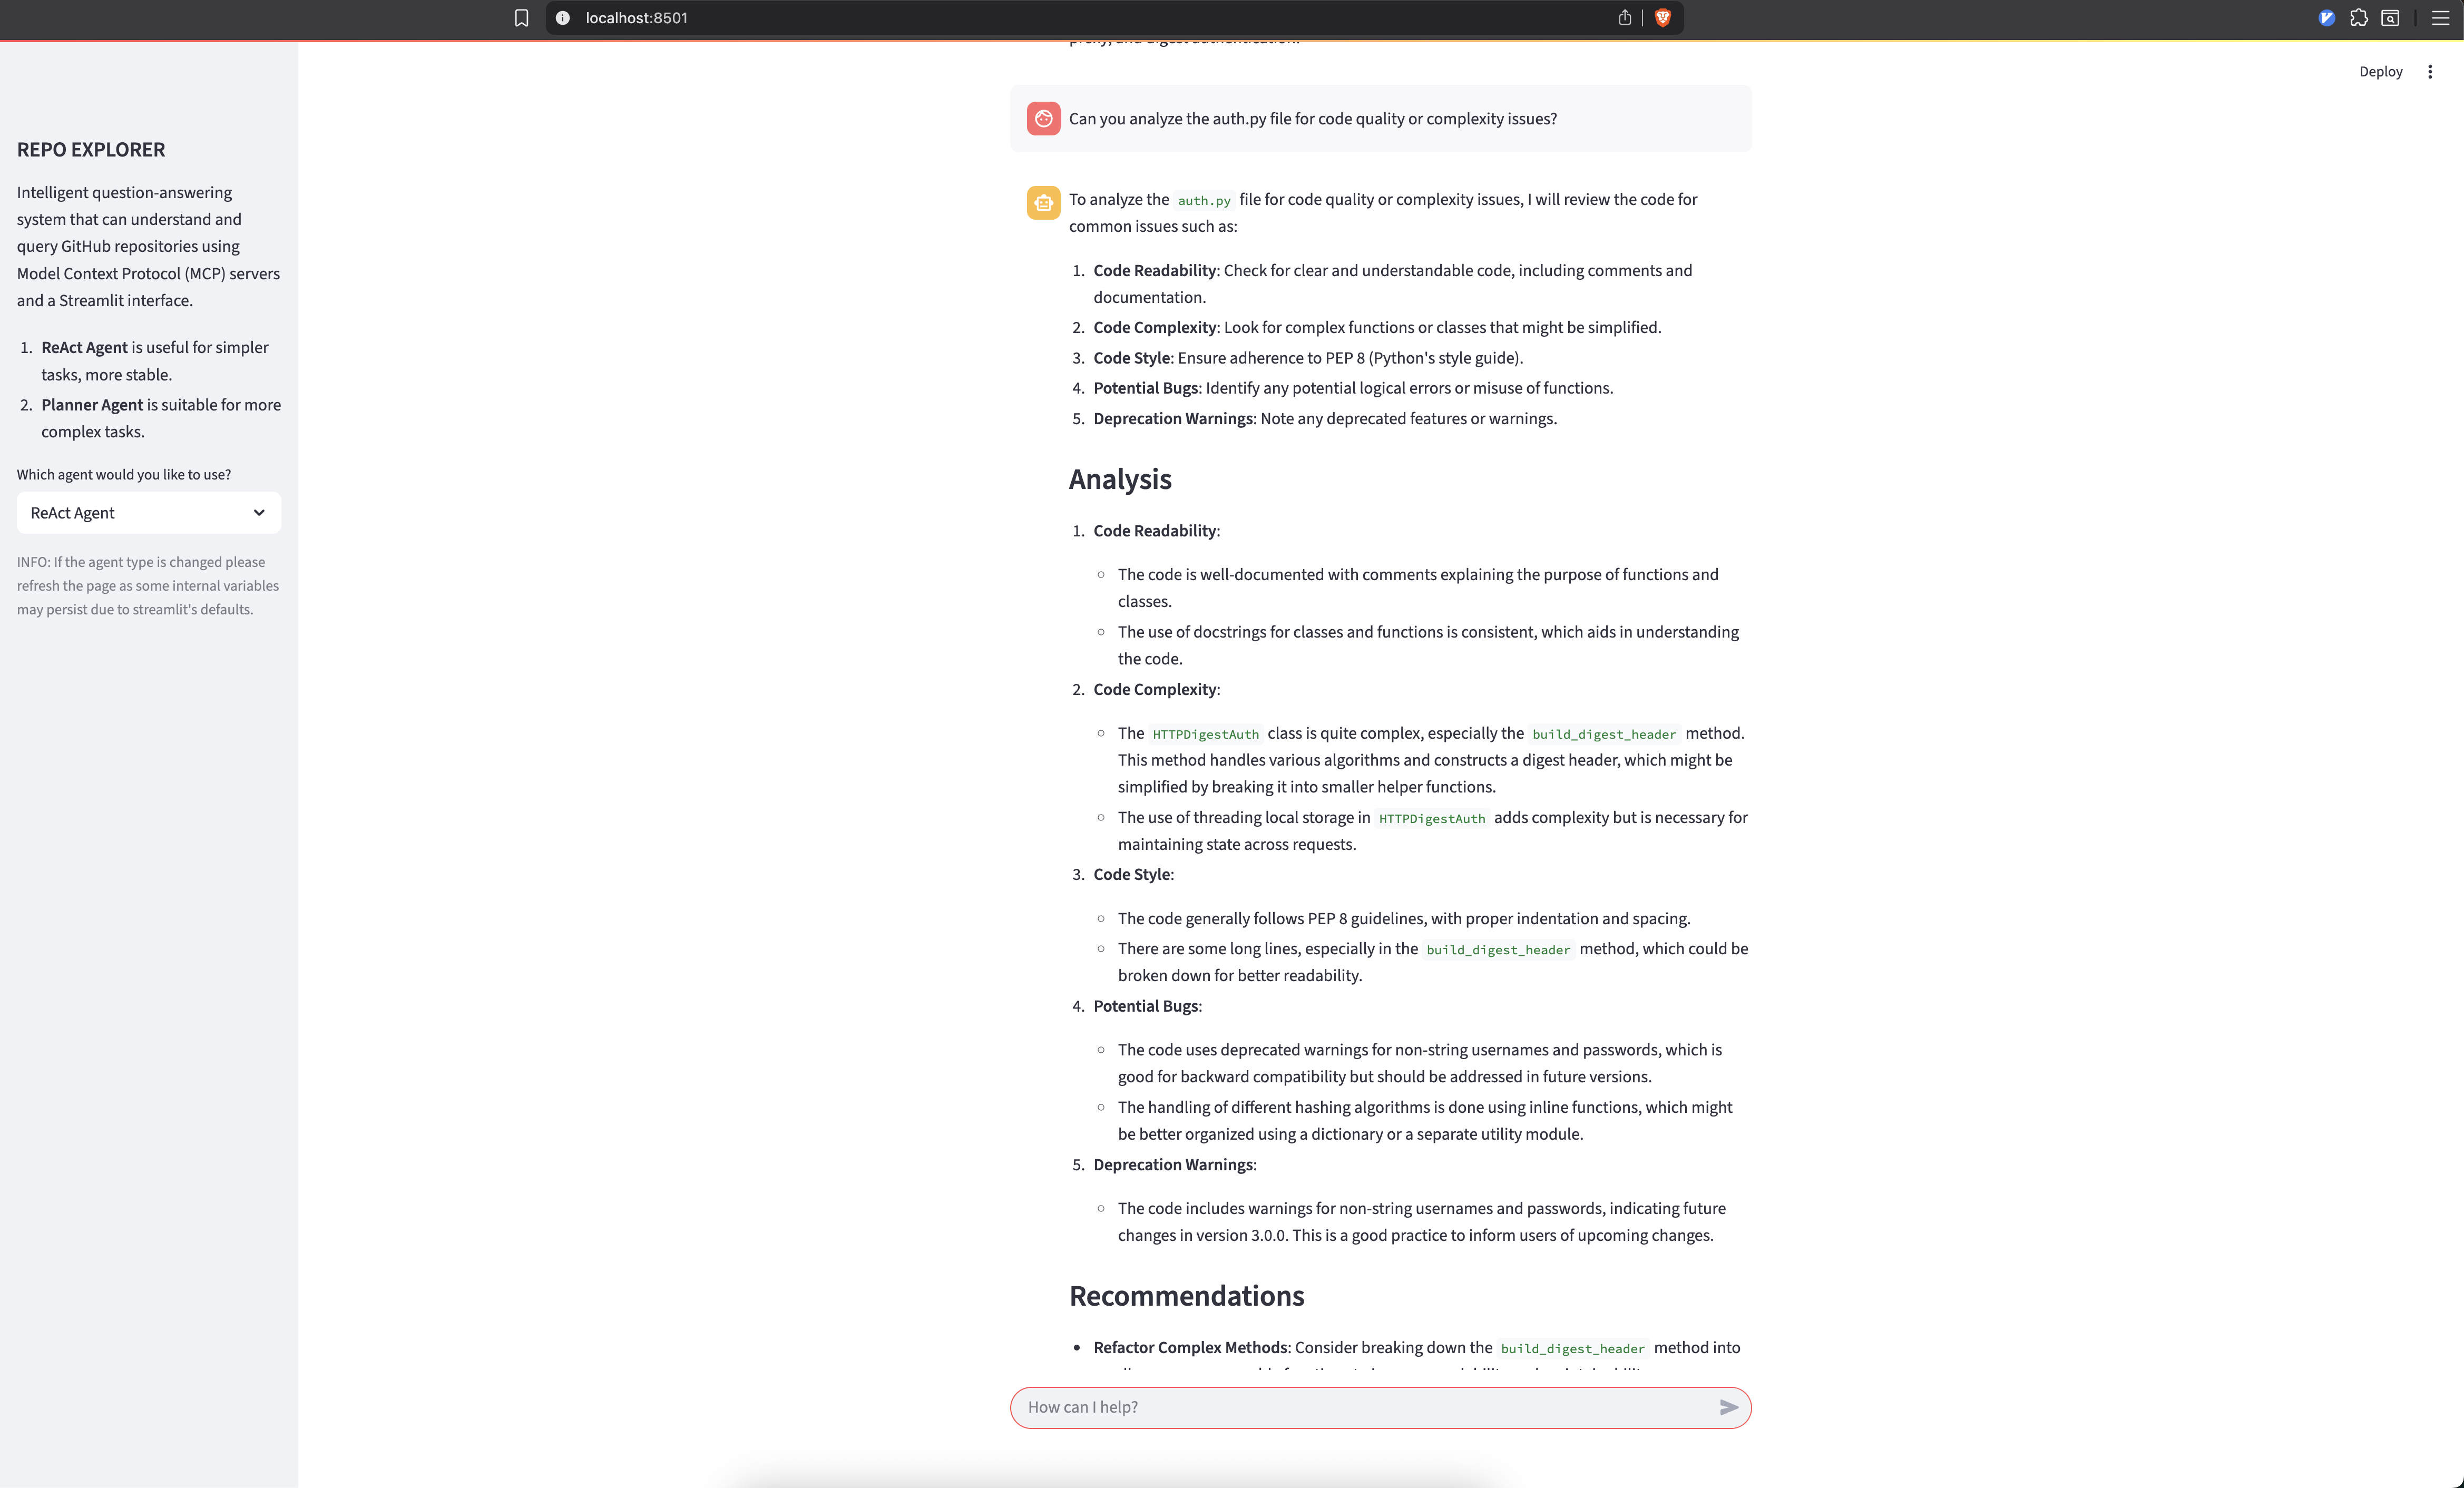 localhost:8501
proxy, and digest authentication.
Deploy
REPO EXPLORER
Intelligent question-answering
system that can understand and
query GitHub repositories using
Model Context Protocol (MCP) servers
and a Streamlit interface.
1. ReAct Agent is useful for simpler
tasks, more stable.
2. Planner Agent is suitable for more
complex tasks.
Which agent would you like to use?
ReAct Agent
INFO: If the agent type is changed please
refresh the page as some internal variables
may persist due to streamlit's defaults.
Can you analyze the auth.py file for code quality or complexity issues?
To analyze the auth.py file for code quality or complexity issues, I will review the code for
common issues such as:
1. Code Readability: Check for clear and understandable code, including comments and
documentation.
2. Code Complexity: Look for complex functions or classes that might be simplified.
3. Code Style: Ensure adherence to PEP 8 (Python's style guide).
4. Potential Bugs: Identify any potential logical errors or misuse of functions.
5. Deprecation Warnings: Note any deprecated features or warnings.
Analysis
1. Code Readability:
The code is well-documented with comments explaining the purpose of functions and
classes.
The use of docstrings for classes and functions is consistent, which aids in understanding
the code.
2. Code Complexity:
The HTTPDigestAuth class is quite complex, especially the build_digest_header method.
This method handles various algorithms and constructs a digest header, which might be
simplified by breaking it into smaller helper functions.
The use of threading local storage in HTTPDigestAuth adds complexity but is necessary for
maintaining state across requests.
3. Code Style:
The code generally follows PEP 8 guidelines, with proper indentation and spacing.
There are some long lines, especially in the build_digest_header method, which could be
broken down for better readability.
4. Potential Bugs:
The code uses deprecated warnings for non-string usernames and passwords, which is
good for backward compatibility but should be addressed in future versions.
The handling of different hashing algorithms is done using inline functions, which might
be better organized using a dictionary or a separate utility module.
5. Deprecation Warnings:
The code includes warnings for non-string usernames and passwords, indicating future
changes in version 3.0.0. This is a good practice to inform users of upcoming changes.
Recommendations
Refactor Complex Methods: Consider breaking down the build_digest_header method into
How can I help?